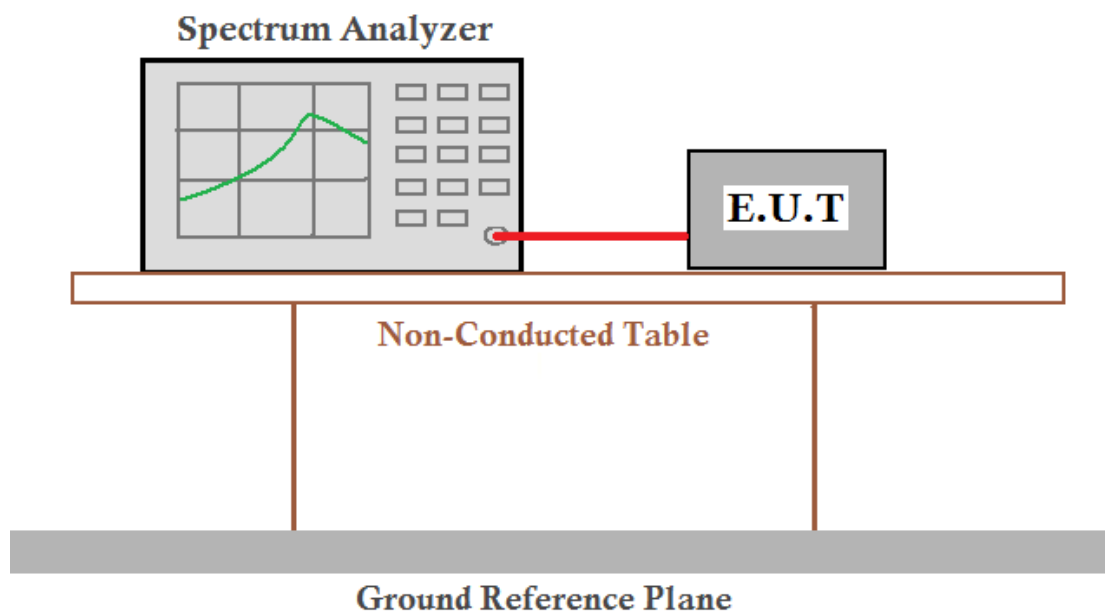 Spectrum Analyzer
E.U.T
Non-Conducted Table
Ground Reference Plane